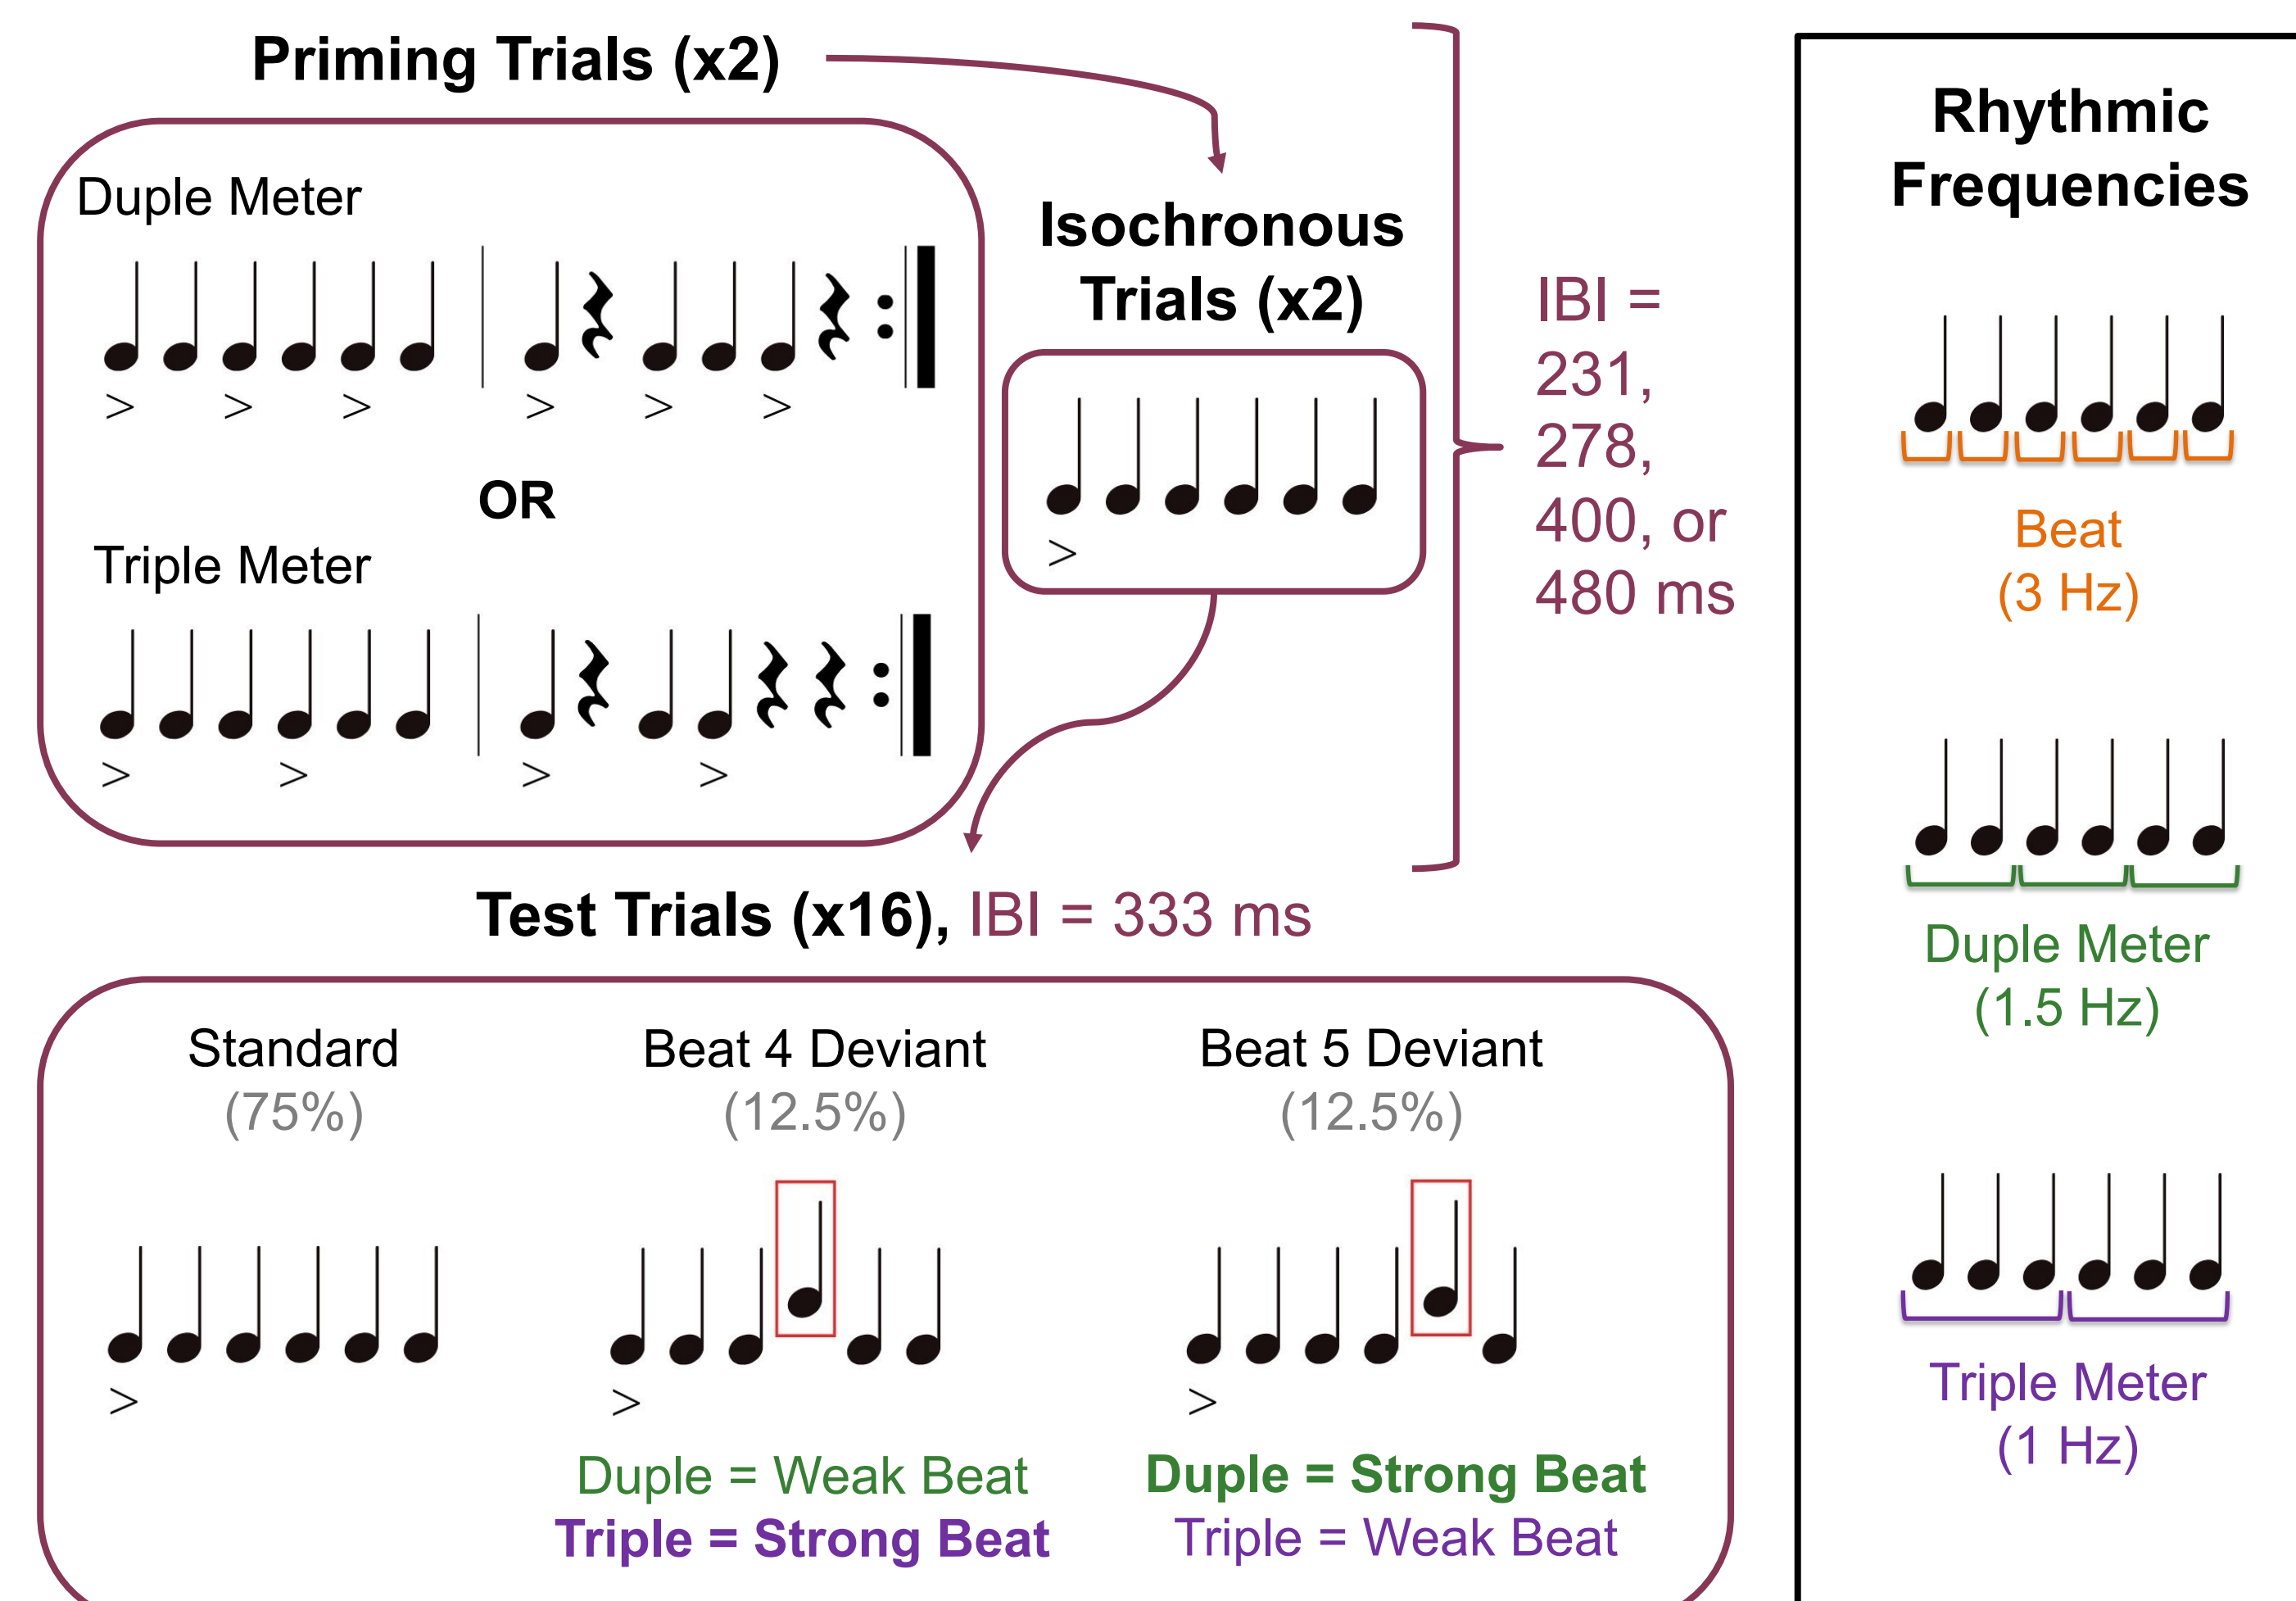 Priming Trials (x2)
Duple Meter
> > > > > >
OR
Triple Meter
> > > >
Isochronous
Trials (x2)
>
IBI =
231,
278,
400, or
480 ms
Test Trials (x16), IBI = 333 ms
Standard
(75%)
>
Beat 4 Deviant
(12.5%)
>
Duple = Weak Beat
Triple = Strong Beat
Beat 5 Deviant
(12.5%)
>
Duple = Strong Beat
Triple = Weak Beat
Rhythmic
Frequencies
Beat
(3 Hz)
Duple Meter
(1.5 Hz)
Triple Meter
(1 Hz)